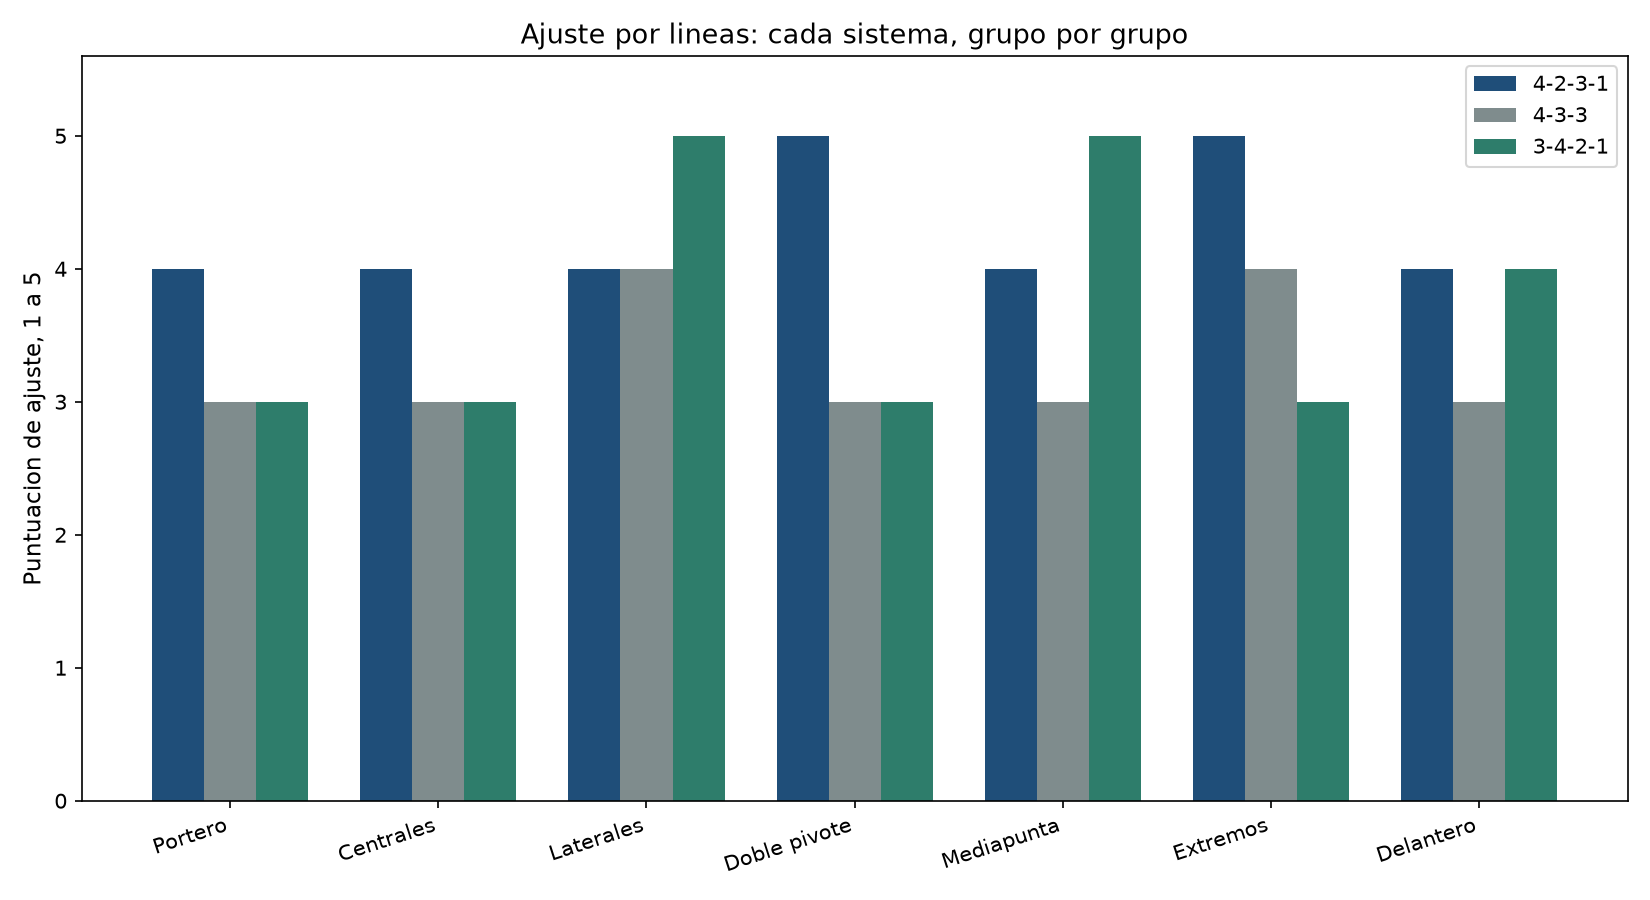 Ajuste por lineas: cada sistema, grupo por grupo
4-2-3-1
4-3-3
3-4-2-1
Puntuacion de ajuste, 1 a 5
5
4
3
2
1
0
Portero
Centrales
Laterales
Doble pivote
Mediapunta
Extremos
Delantero